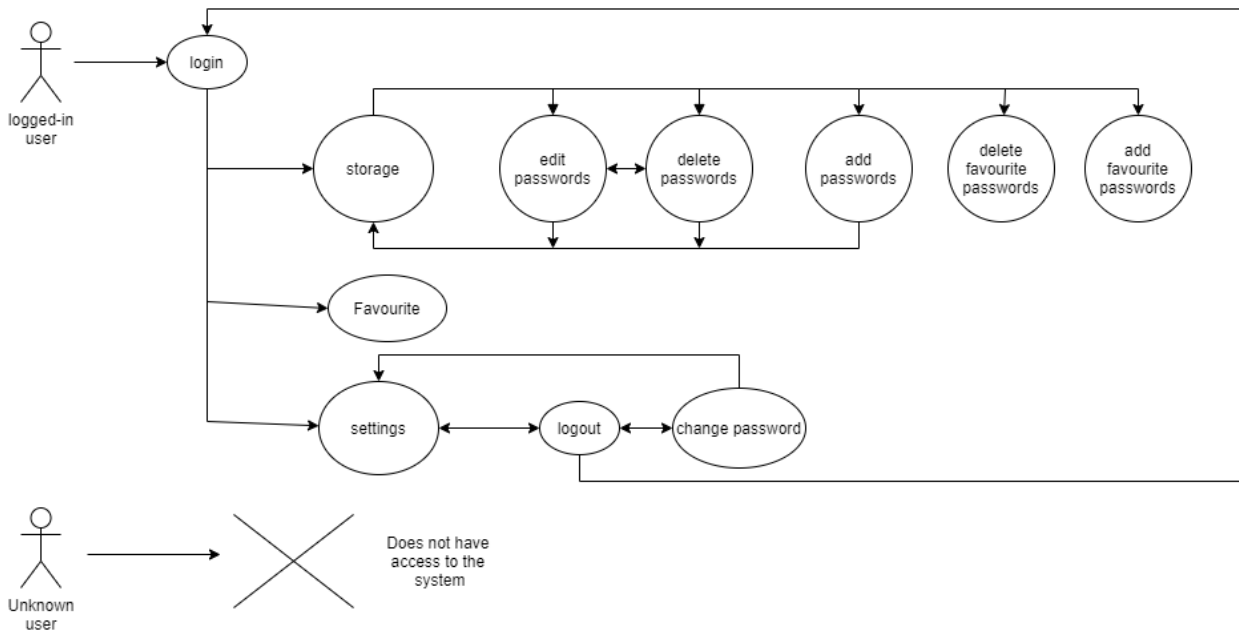 login
logged-in
user
storage
edit
passwords
delete
passwords
add
passwords
delete
favourite
passwords
add
favourite
passwords
Favourite
settings
logout
change password
Does not have
access to the
system
Unknown
user